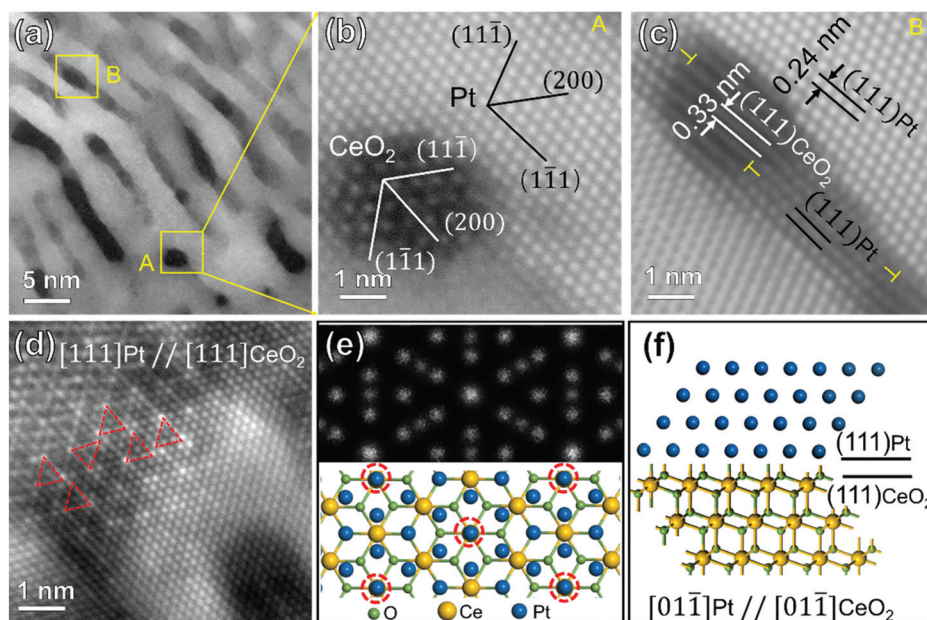 (a)
B
A
5 nm
(b)
A
(11̅1̅)
(200)
Pt
(1̅11)
CeO₂
(111̅)
(200)
(11̅1)
1 nm
(c)
B
0.24 nm
(111)Pt
0.33 nm
(111)CeO₂
(111)Pt
1 nm
(d)
[111]Pt // [111]CeO₂
1 nm
(e)
O
Ce
Pt
(f)
(111)Pt
(111)CeO₂
[011̅]Pt // [011̅]CeO₂